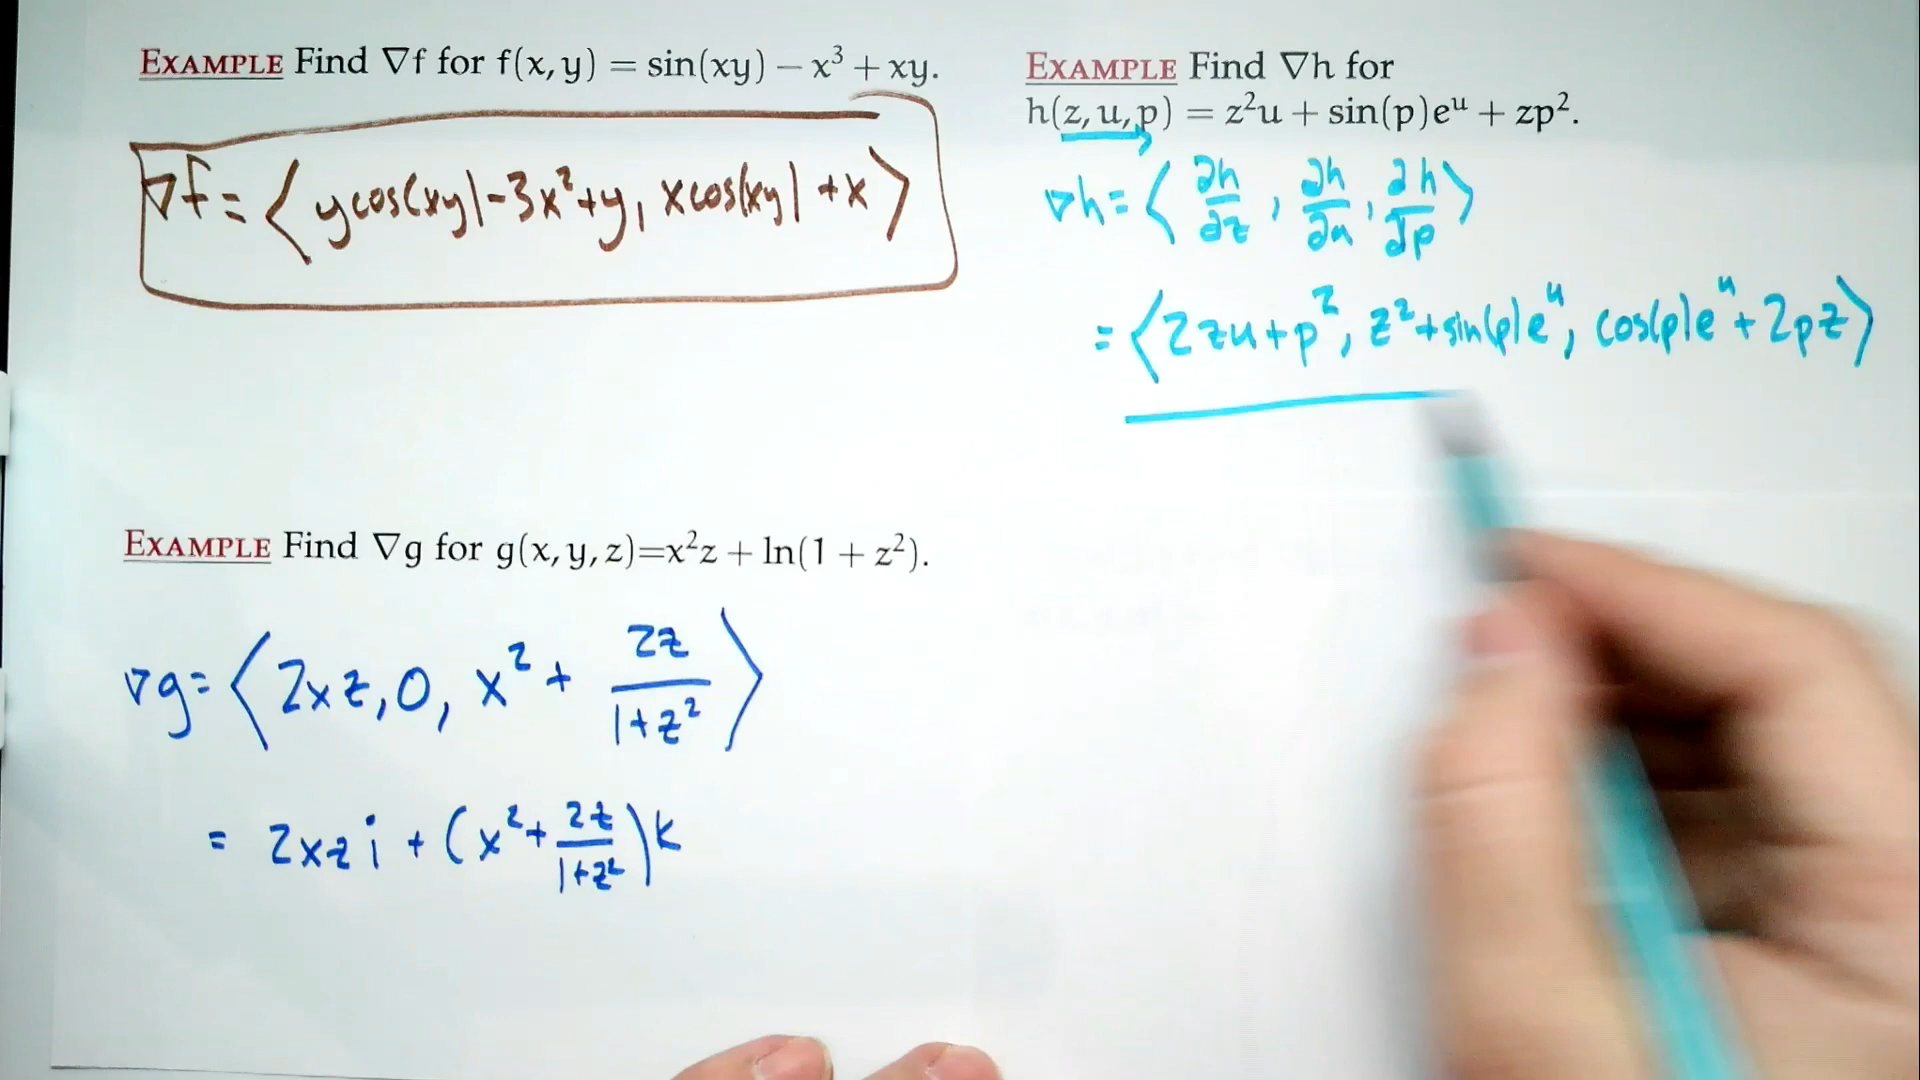 EXAMPLE Find ∇f for f(x, y) = sin(xy) − x³ + xy.
∇f = ⟨ y cos(xy) − 3x² + y, x cos(xy) + x ⟩
EXAMPLE Find ∇g for g(x, y, z)=x²z + ln(1 + z²).
∇g = ⟨ 2xz, 0, x² + 2z/(1+z²) ⟩
= 2xz i + (x² + 2z/(1+z²)) k
EXAMPLE Find ∇h for
h(z, u, p) = z²u + sin(p)eᵘ + zp².
∇h = ⟨ ∂h/∂z, ∂h/∂u, ∂h/∂p ⟩
= ⟨ 2zu + p², z² + sin(p)eᵘ, cos(p)eᵘ + 2pz ⟩